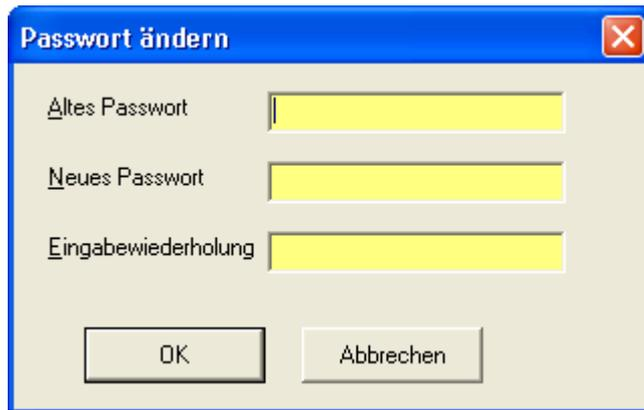 Passwort ändern
Altes Passwort
Neues Passwort
Eingabewiederholung
OK
Abbrechen